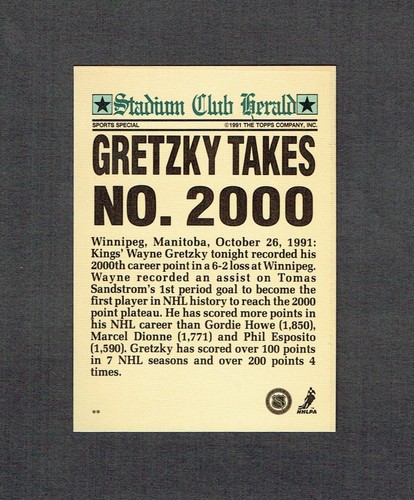 Stadium Club Herald
SPORTS SPECIAL ©1991 THE TOPPS COMPANY, INC.
GRETZKY TAKES
NO. 2000
Winnipeg, Manitoba, October 26, 1991:
Kings' Wayne Gretzky tonight recorded his
2000th career point in a 6-2 loss at Winnipeg.
Wayne recorded an assist on Tomas
Sandstrom's 1st period goal to become the
first player in NHL history to reach the 2000
point plateau. He has scored more points in
his NHL career than Gordie Howe (1,850),
Marcel Dionne (1,771) and Phil Esposito
(1,590). Gretzky has scored over 100 points
in 7 NHL seasons and over 200 points 4
times.
**
NHLPA